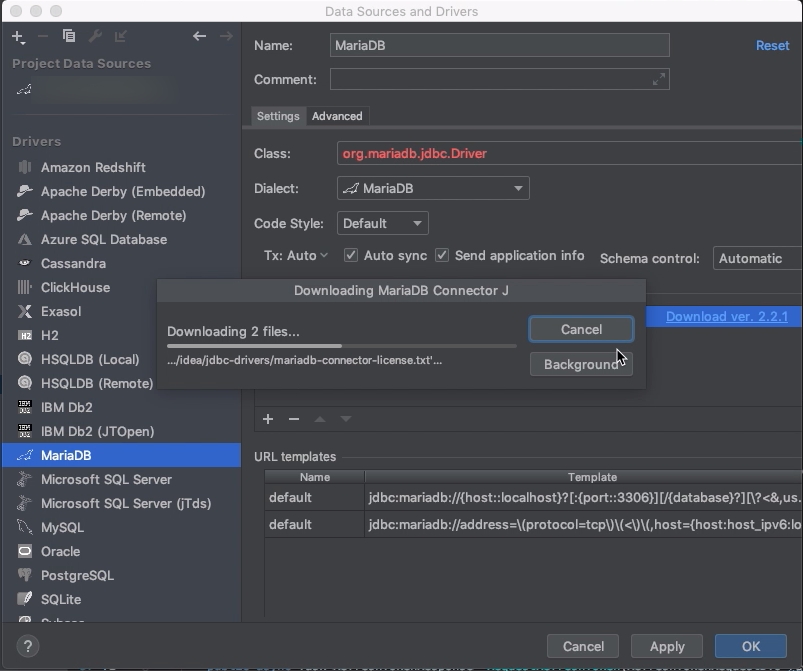 Data Sources and Drivers
Project Data Sources
Drivers
Amazon Redshift
Apache Derby (Embedded)
Apache Derby (Remote)
Azure SQL Database
Cassandra
ClickHouse
Exasol
H2
HSQLDB (Local)
HSQLDB (Remote)
IBM Db2
IBM Db2 (JTOpen)
MariaDB
Microsoft SQL Server
Microsoft SQL Server (jTds)
MySQL
Oracle
PostgreSQL
SQLite
Name: MariaDB Reset
Comment:
Settings Advanced
Class: org.mariadb.jdbc.Driver
Dialect: MariaDB
Code Style: Default
Tx: Auto Auto sync Send application info Schema control: Automatic
Download ver. 2.2.1
Downloading MariaDB Connector J
Downloading 2 files...
Cancel
.../idea/jdbc-drivers/mariadb-connector-license.txt'...
Background
URL templates
Name Template
default jdbc:mariadb://{host::localhost}?[:{port::3306}][/{database}?][\?<&,us.
default jdbc:mariadb://address=\(protocol=tcp\)\(<\)\(,host={host:host_ipv6:lo
? Cancel Apply OK